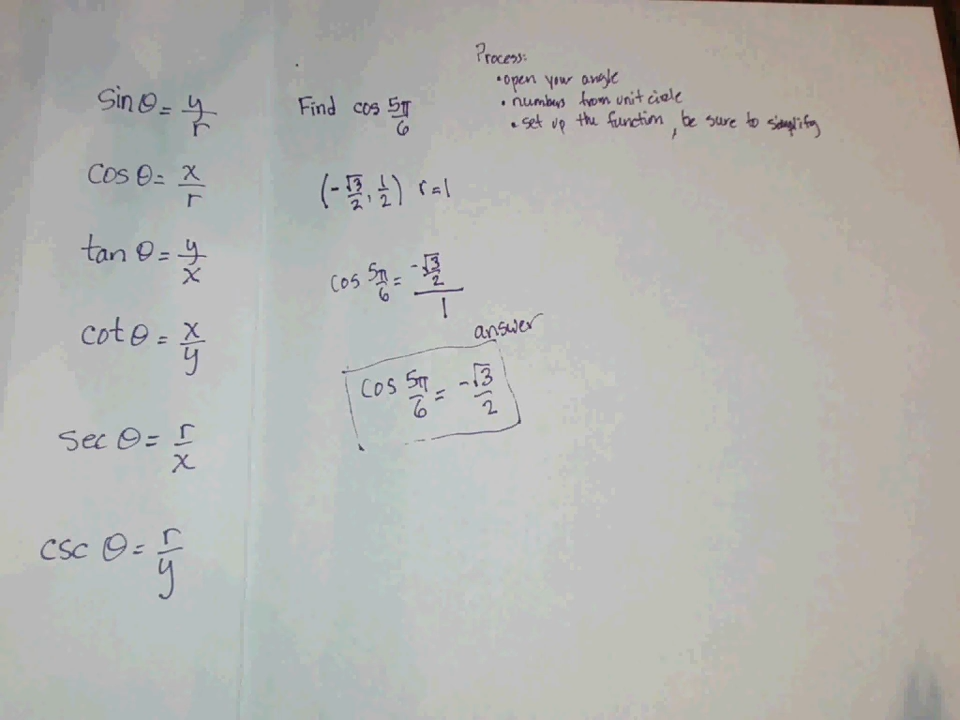 Process:
• open your angle
• numbers from unit circle
• set up the function, be sure to simplify
sin θ = y/r
cos θ = x/r
tan θ = y/x
cot θ = x/y
sec θ = r/x
csc θ = r/y
Find cos 5π/6
(-√3/2, 1/2) r=1
cos 5π/6 = (-√3/2)/1
answer
cos 5π/6 = -√3/2